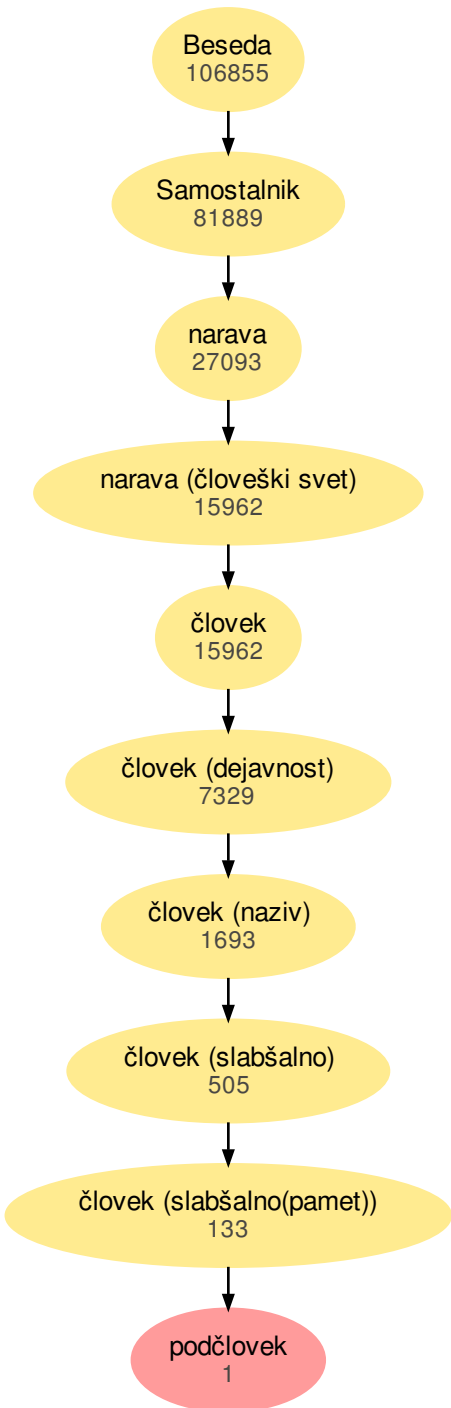 Beseda
106855
Samostalnik
81889
narava
27093
narava (človeški svet)
15962
človek
15962
človek (dejavnost)
7329
človek (naziv)
1693
človek (slabšalno)
505
človek (slabšalno(pamet))
133
podčlovek
1